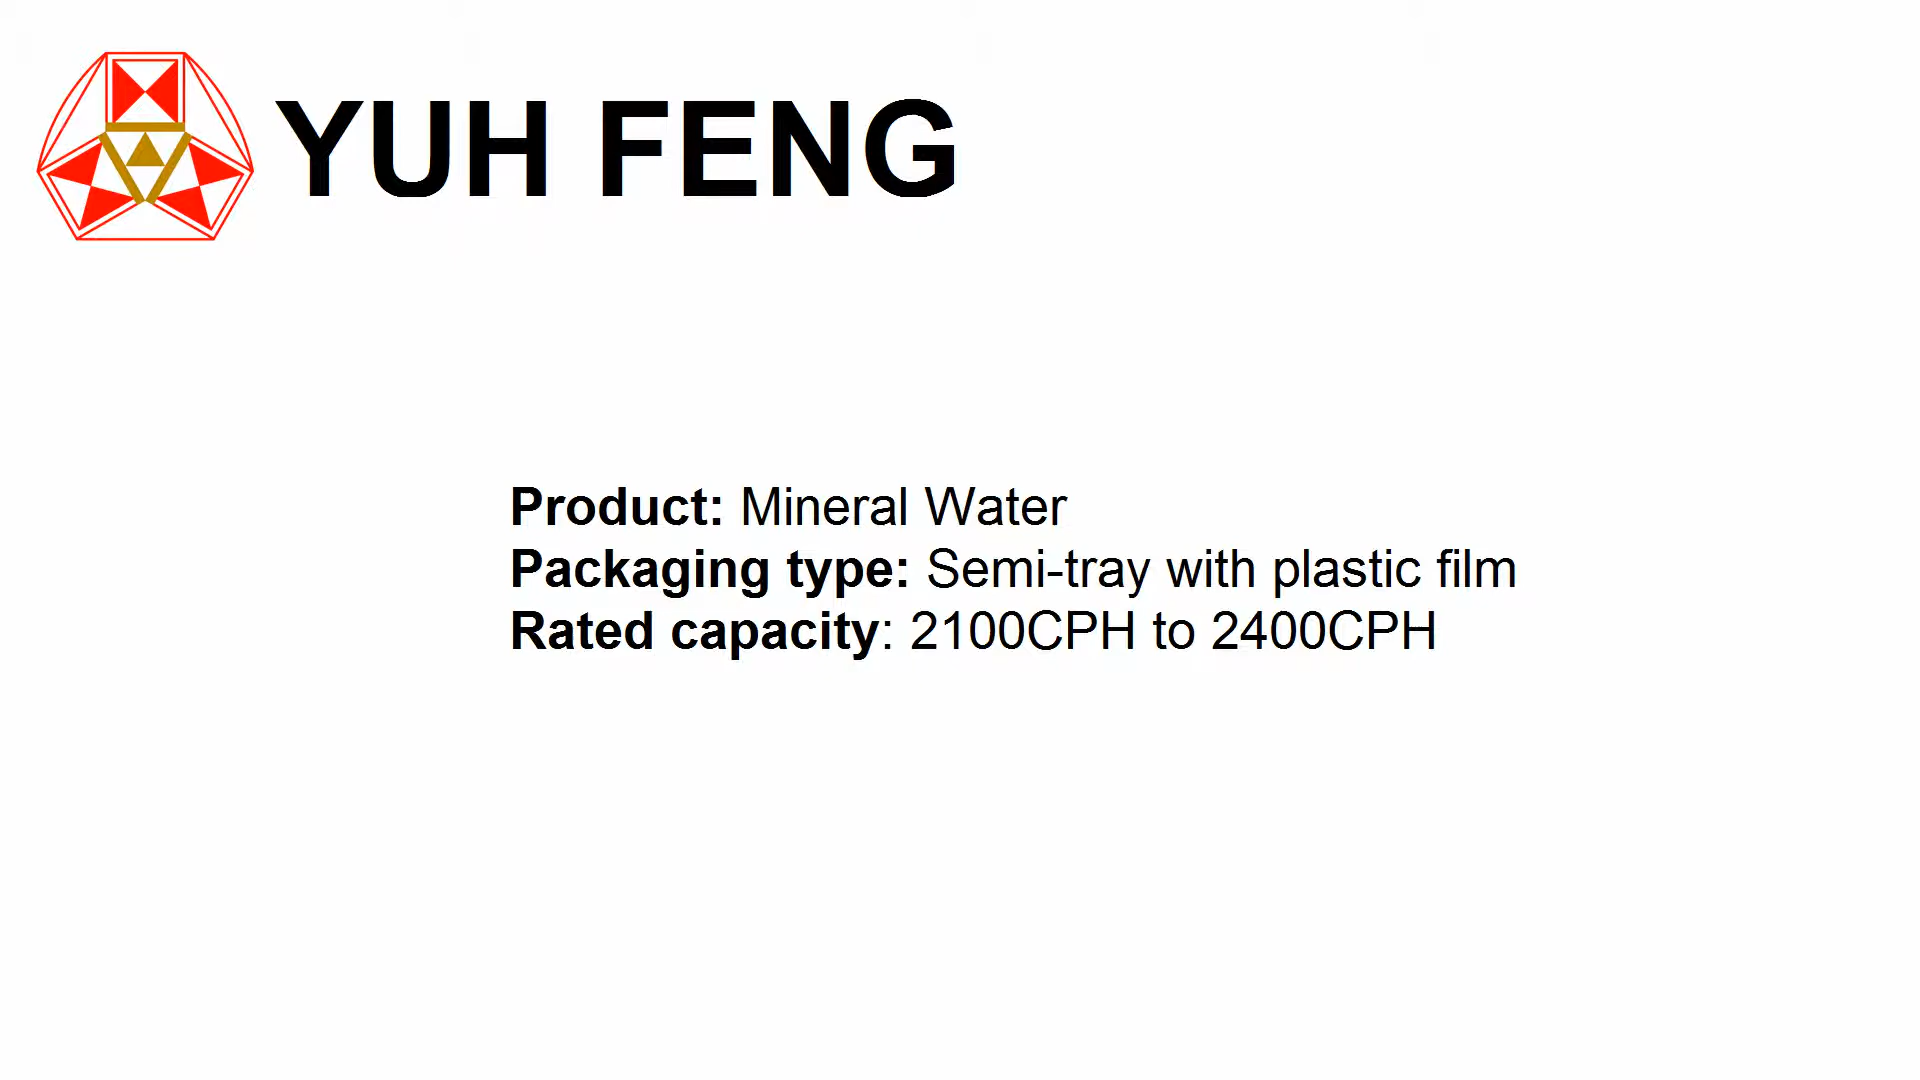 YUH FENG
Product: Mineral Water
Packaging type: Semi-tray with plastic film
Rated capacity: 2100CPH to 2400CPH